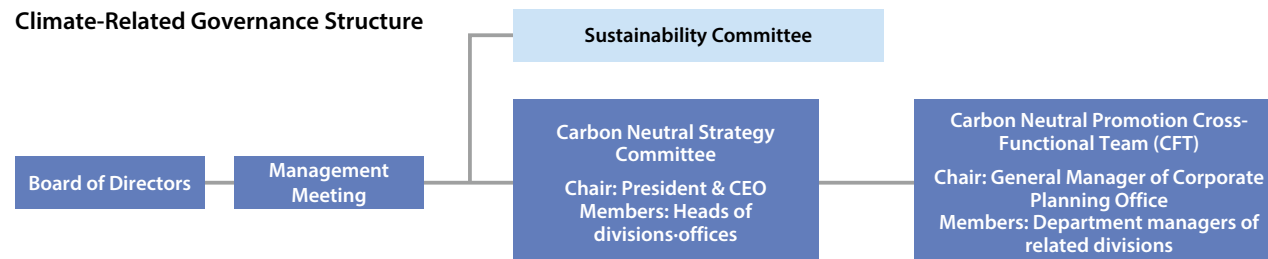 Climate-Related Governance Structure
Sustainability Committee
Board of Directors
Management
Meeting
Carbon Neutral Strategy
Committee
Chair: President & CEO
Members: Heads of
divisions·offices
Carbon Neutral Promotion Cross-
Functional Team (CFT)
Chair: General Manager of Corporate
Planning Office
Members: Department managers of
related divisions